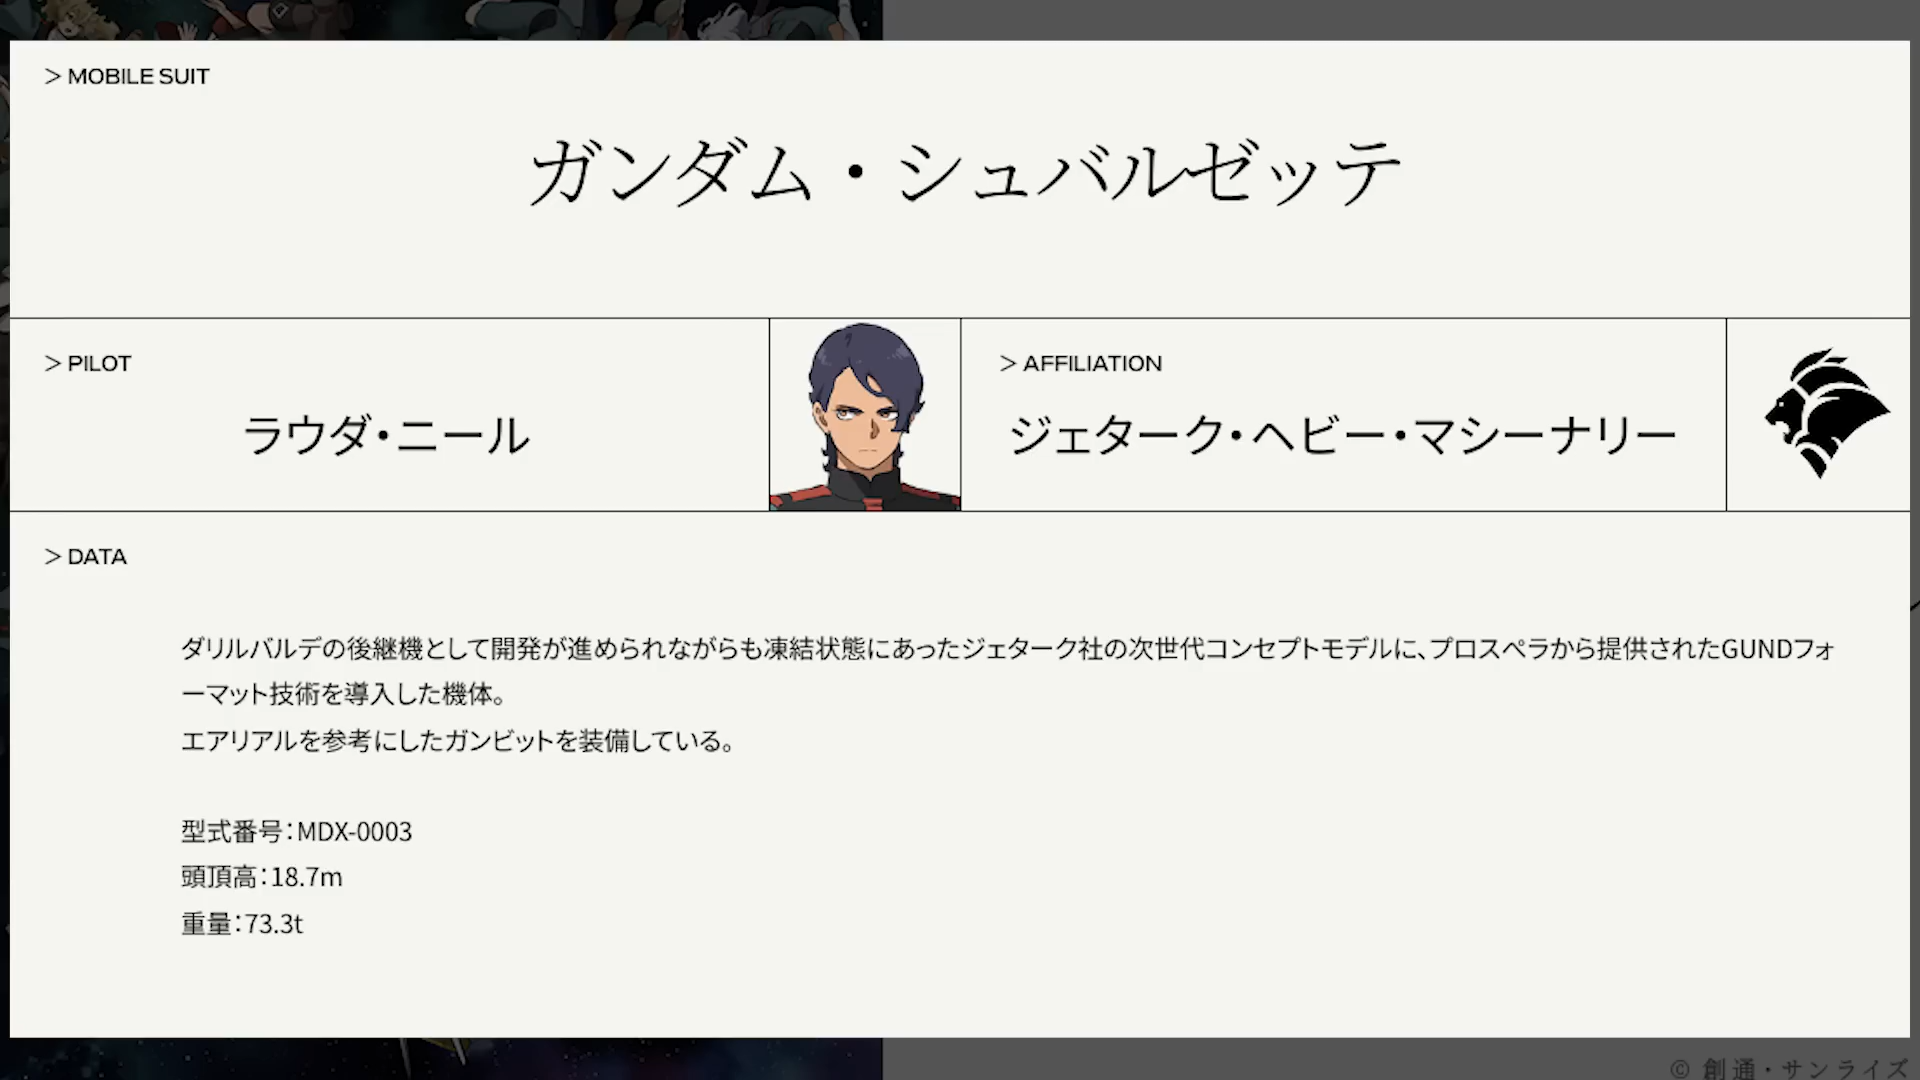 > MOBILE SUIT
ガンダム・シュバルゼッテ
> PILOT
ラウダ・ニール
> AFFILIATION
ジェターク・ヘビー・マシーナリー
> DATA
ダリルバルデの後継機として開発が進められながらも凍結状態にあったジェターク社の次世代コンセプトモデルに、プロスペラから提供されたGUNDフォ
ーマット技術を導入した機体。
エアリアルを参考にしたガンビットを装備している。
型式番号：MDX-0003
頭頂高：18.7m
重量：73.3t
© 創通・サンライズ